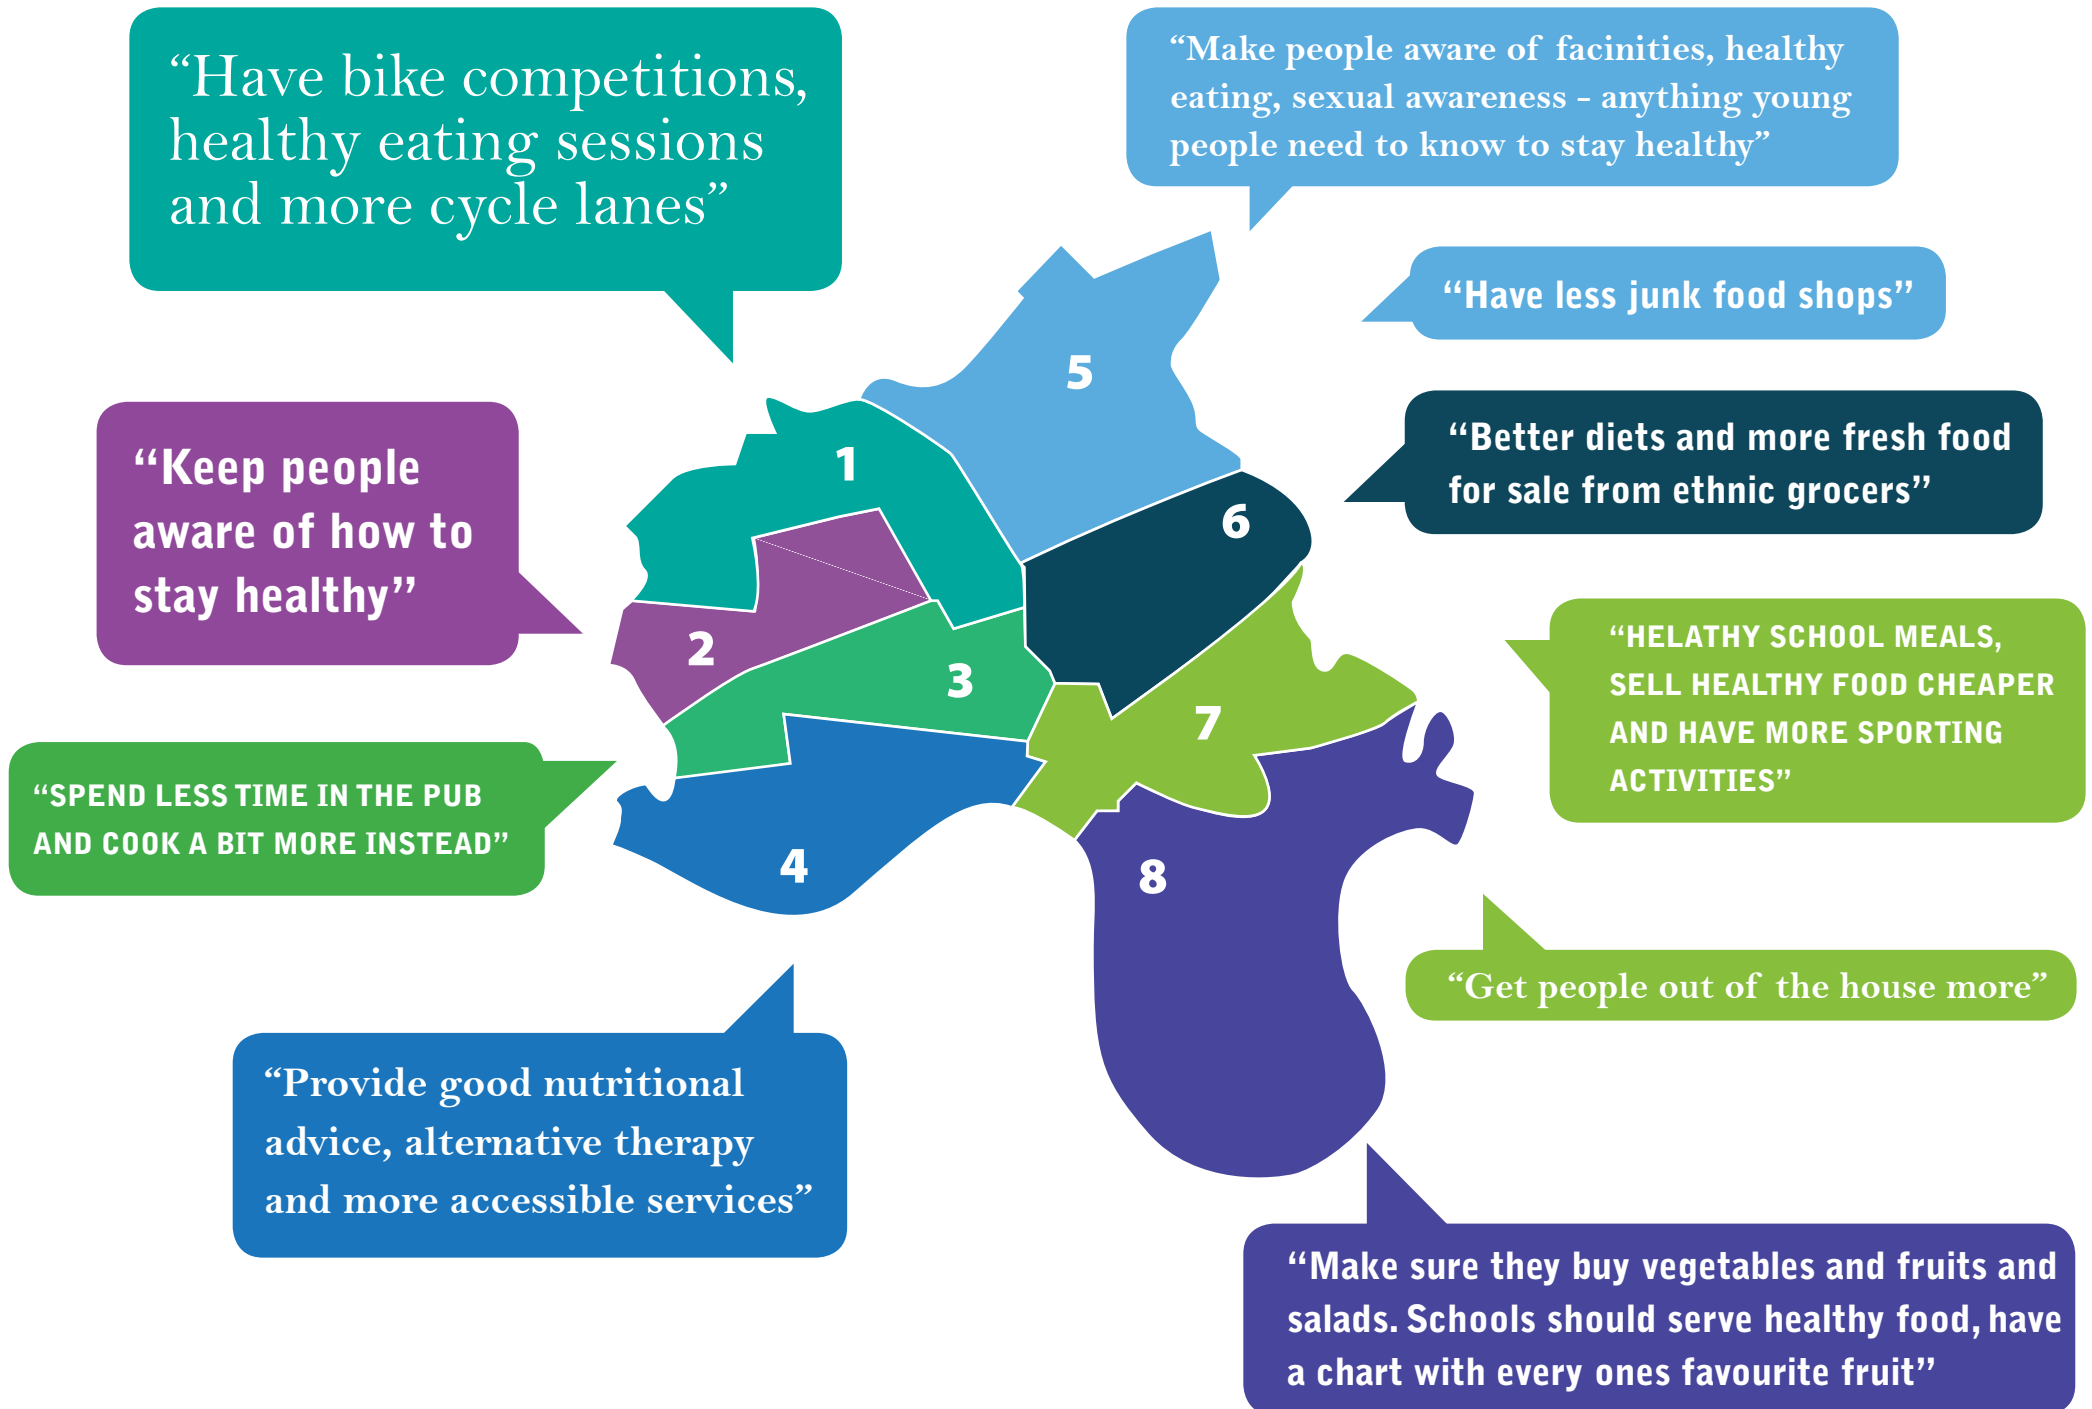 “Have bike competitions,
healthy eating sessions
and more cycle lanes”
“Make people aware of facinities, healthy
eating, sexual awareness - anything young
people need to know to stay healthy”
“Have less junk food shops”
5
“Keep people
aware of how to
stay healthy”
1
“Better diets and more fresh food
for sale from ethnic grocers”
6
2
3
“HELATHY SCHOOL MEALS,
SELL HEALTHY FOOD CHEAPER
AND HAVE MORE SPORTING
ACTIVITIES”
7
“SPEND LESS TIME IN THE PUB
AND COOK A BIT MORE INSTEAD”
4
8
“Get people out of the house more”
“Provide good nutritional
advice, alternative therapy
and more accessible services”
“Make sure they buy vegetables and fruits and
salads. Schools should serve healthy food, have
a chart with every ones favourite fruit”